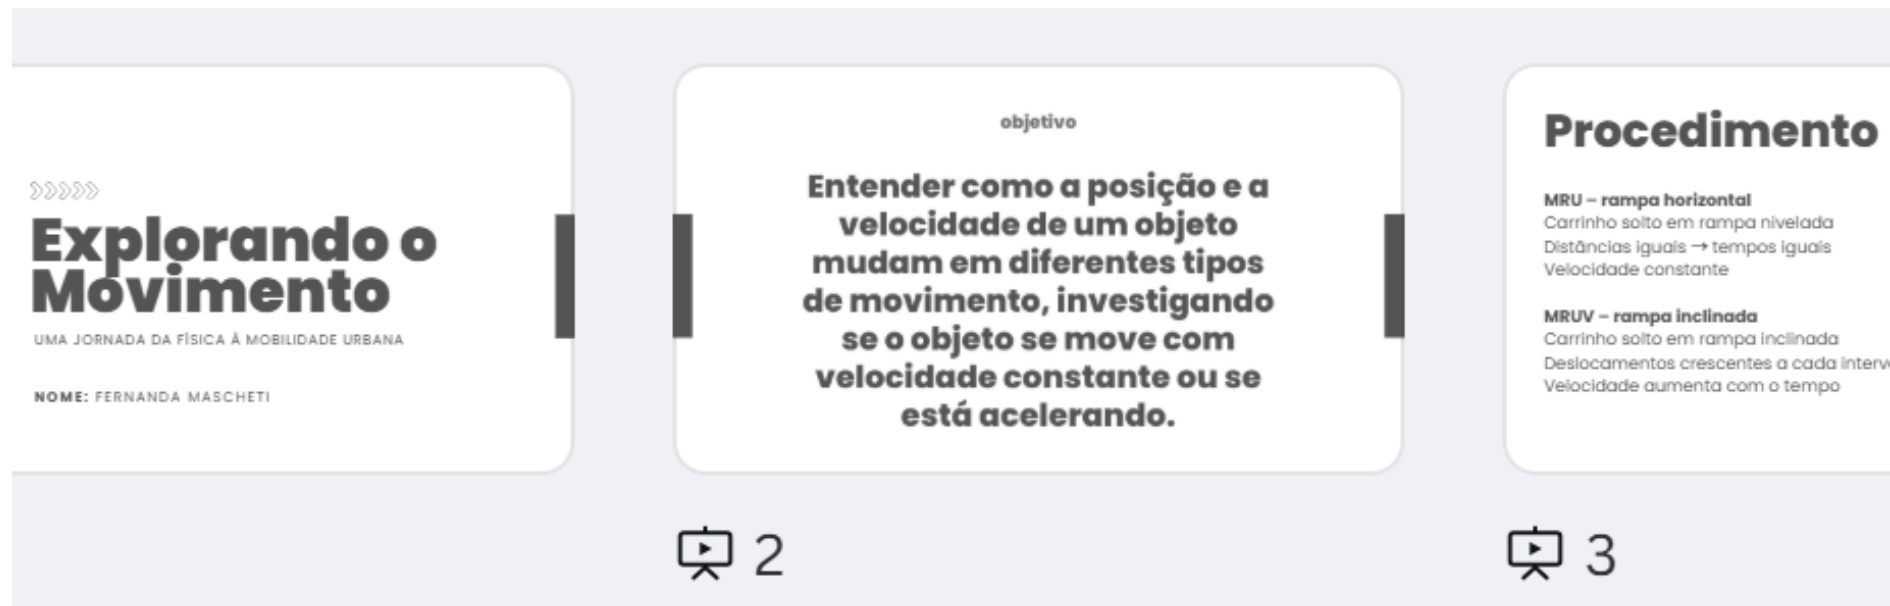 Explorando o
Movimento
UMA JORNADA DA FÍSICA À MOBILIDADE URBANA
NOME: FERNANDA MASCHETI
objetivo
Entender como a posição e a
velocidade de um objeto
mudam em diferentes tipos
de movimento, investigando
se o objeto se move com
velocidade constante ou se
está acelerando.
2
Procedimento
MRU – rampa horizontal
Carrinho solto em rampa nivelada
Distâncias iguais → tempos iguais
Velocidade constante
MRUV – rampa inclinada
Carrinho solto em rampa inclinada
Deslocamentos crescentes a cada
Velocidade aumenta com o tempo
3